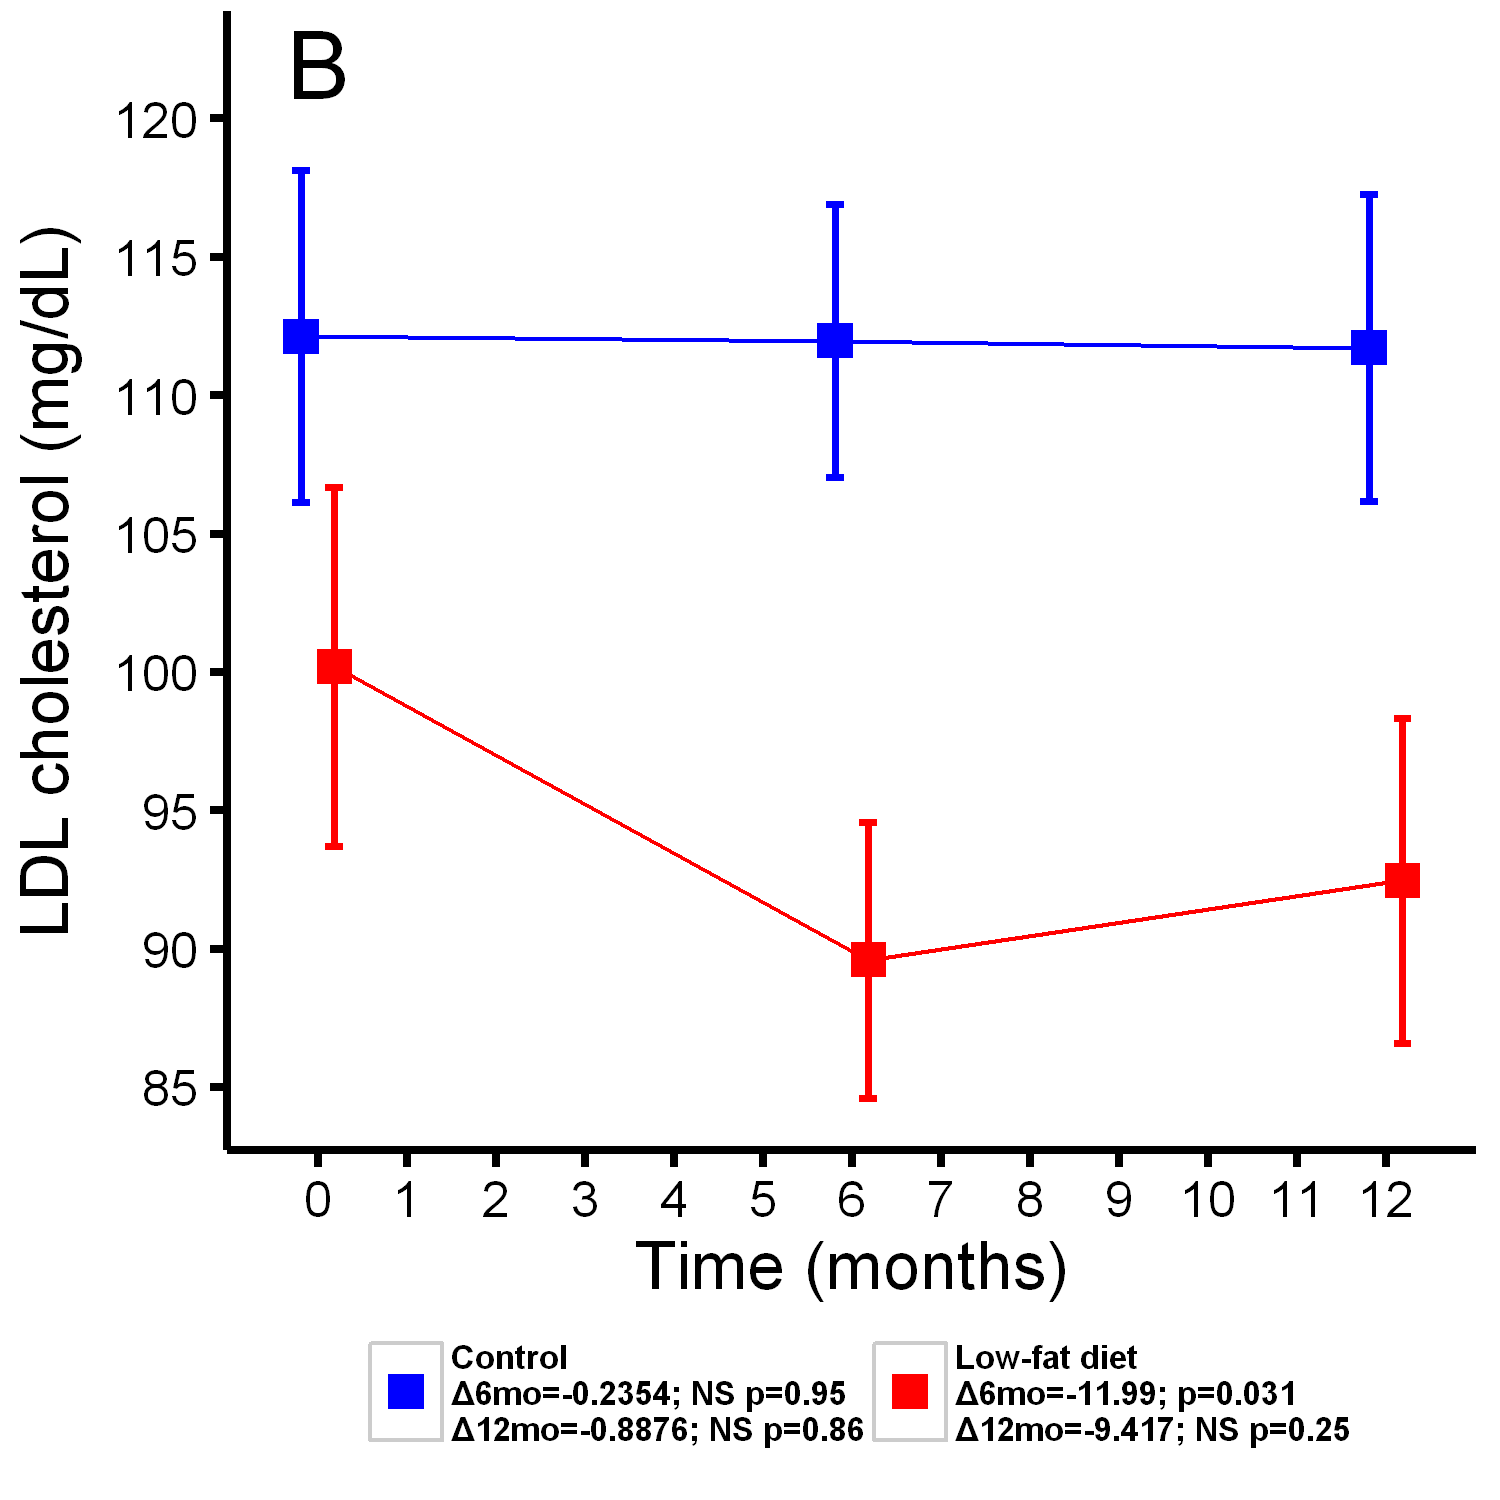 B
120
115
110
105
100
95
90
85
LDL cholesterol (mg/dL)
0 1 2 3 4 5 6 7 8 9 10 11 12
Time (months)
Control
Δ6mo=-0.2354; NS p=0.95
Δ12mo=-0.8876; NS p=0.86
Low-fat diet
Δ6mo=-11.99; p=0.031
Δ12mo=-9.417; NS p=0.25